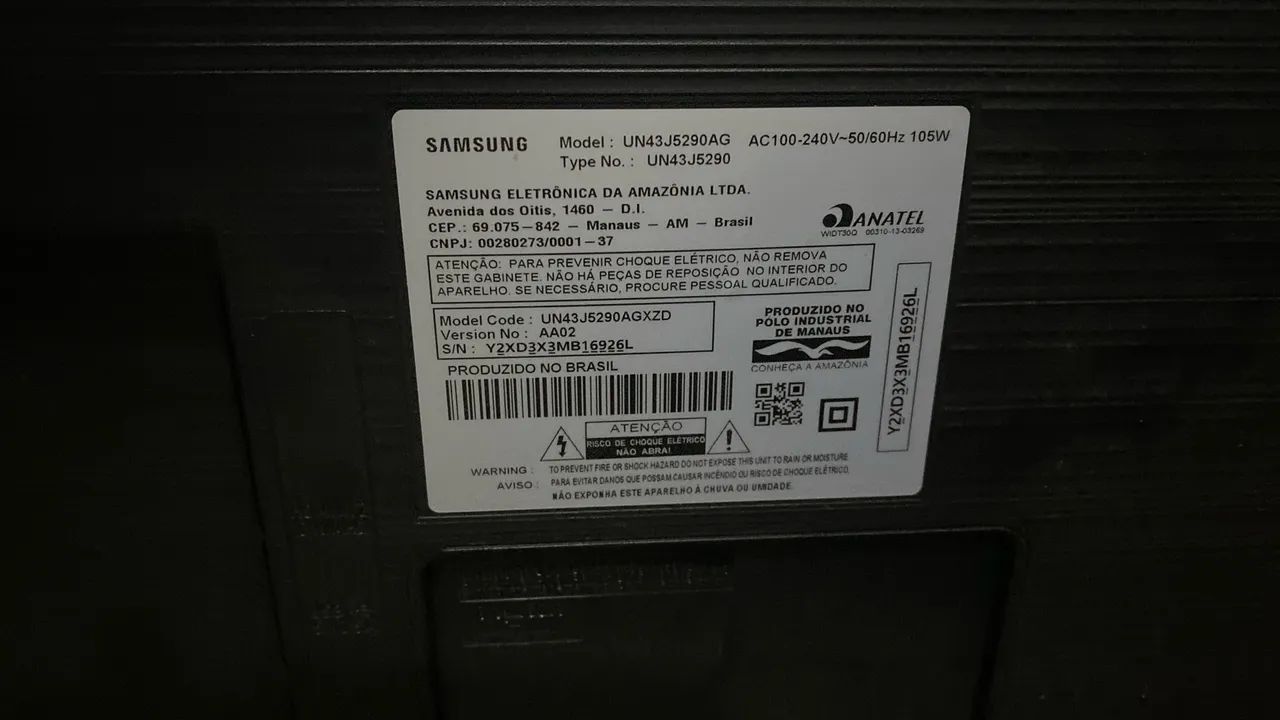 SAMSUNG Model : UN43J5290AG AC100-240V~50/60Hz 105W
Type No. : UN43J5290
SAMSUNG ELETRÔNICA DA AMAZÔNIA LTDA.
Avenida dos Oitis, 1460 – D.I.
CEP.: 69.075–842 – Manaus – AM – Brasil
CNPJ: 00280273/0001–37
ANATEL
WIDT30Q 00310-13-03269
ATENÇÃO: PARA PREVENIR CHOQUE ELÉTRICO, NÃO REMOVA
ESTE GABINETE. NÃO HÁ PEÇAS DE REPOSIÇÃO NO INTERIOR DO
APARELHO. SE NECESSÁRIO, PROCURE PESSOAL QUALIFICADO.
Model Code : UN43J5290AGXZD
Version No : AA02
S/N : Y2XD3X3MB16926L
PRODUZIDO NO BRASIL
PRODUZIDO NO
PÓLO INDUSTRIAL
DE MANAUS
CONHEÇA A AMAZÔNIA
Y2XD3X3MB16926L
ATENÇÃO
RISCO DE CHOQUE ELÉTRICO
NÃO ABRA!
WARNING : TO PREVENT FIRE OR SHOCK HAZARD DO NOT EXPOSE THIS UNIT TO RAIN OR MOISTURE.
AVISO : PARA EVITAR DANOS QUE POSSAM CAUSAR INCÊNDIO OU RISCO DE CHOQUE ELÉTRICO,
NÃO EXPONHA ESTE APARELHO À CHUVA OU UMIDADE.